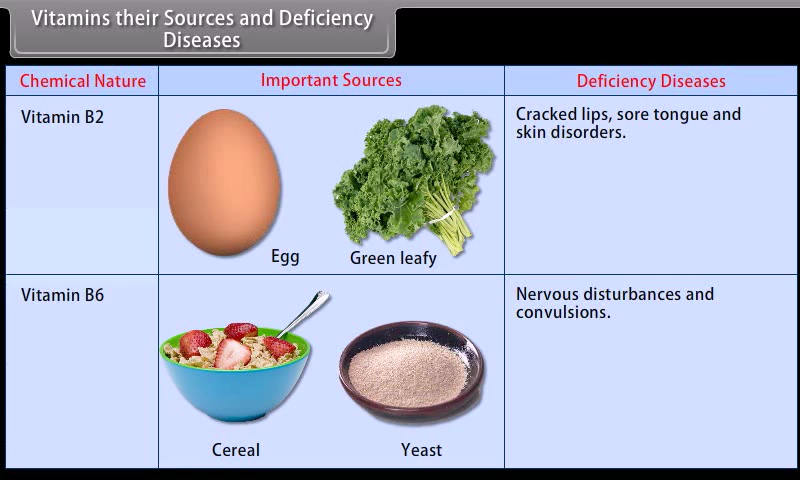 Vitamins their Sources and Deficiency
Diseases
Chemical Nature
Important Sources
Deficiency Diseases
Vitamin B2
Egg
Green leafy
Cracked lips, sore tongue and
skin disorders.
Vitamin B6
Cereal
Yeast
Nervous disturbances and
convulsions.